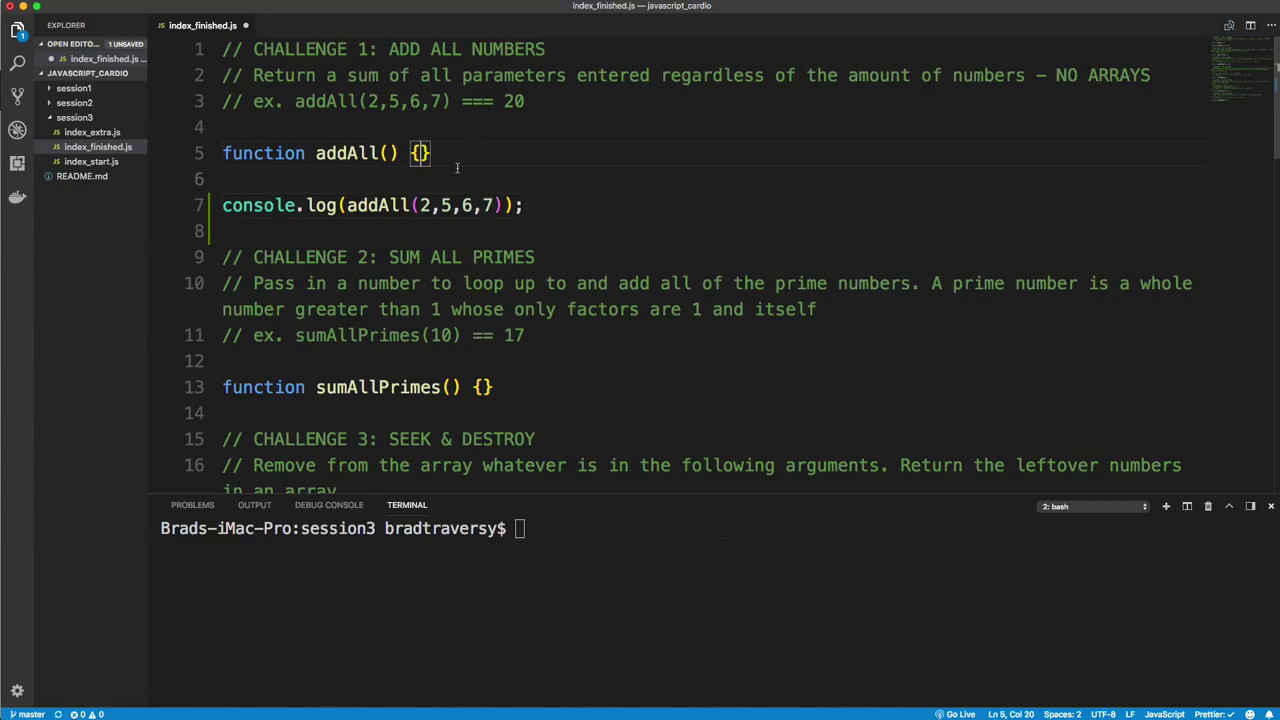 index_finished.js — javascript_cardio
EXPLORER
OPEN EDITO... 1 UNSAVED
index_finished.js ...
JAVASCRIPT_CARDIO
session1
session2
session3
index_extra.js
index_finished.js
index_start.js
README.md
1
index_finished.js
1 // CHALLENGE 1: ADD ALL NUMBERS
2 // Return a sum of all parameters entered regardless of the amount of numbers - NO ARRAYS
3 // ex. addAll(2,5,6,7) === 20
4
5 function addAll() {}
6
7 console.log(addAll(2,5,6,7));
8
9 // CHALLENGE 2: SUM ALL PRIMES
10 // Pass in a number to loop up to and add all of the prime numbers. A prime number is a whole
number greater than 1 whose only factors are 1 and itself
11 // ex. sumAllPrimes(10) == 17
12
13 function sumAllPrimes() {}
14
15 // CHALLENGE 3: SEEK & DESTROY
16 // Remove from the array whatever is in the following arguments. Return the leftover numbers
in an array
PROBLEMS OUTPUT DEBUG CONSOLE TERMINAL 2: bash
Brads-iMac-Pro:session3 bradtraversy$
master 0 0 Go Live Ln 5, Col 20 Spaces: 2 UTF-8 LF JavaScript Prettier: ✓